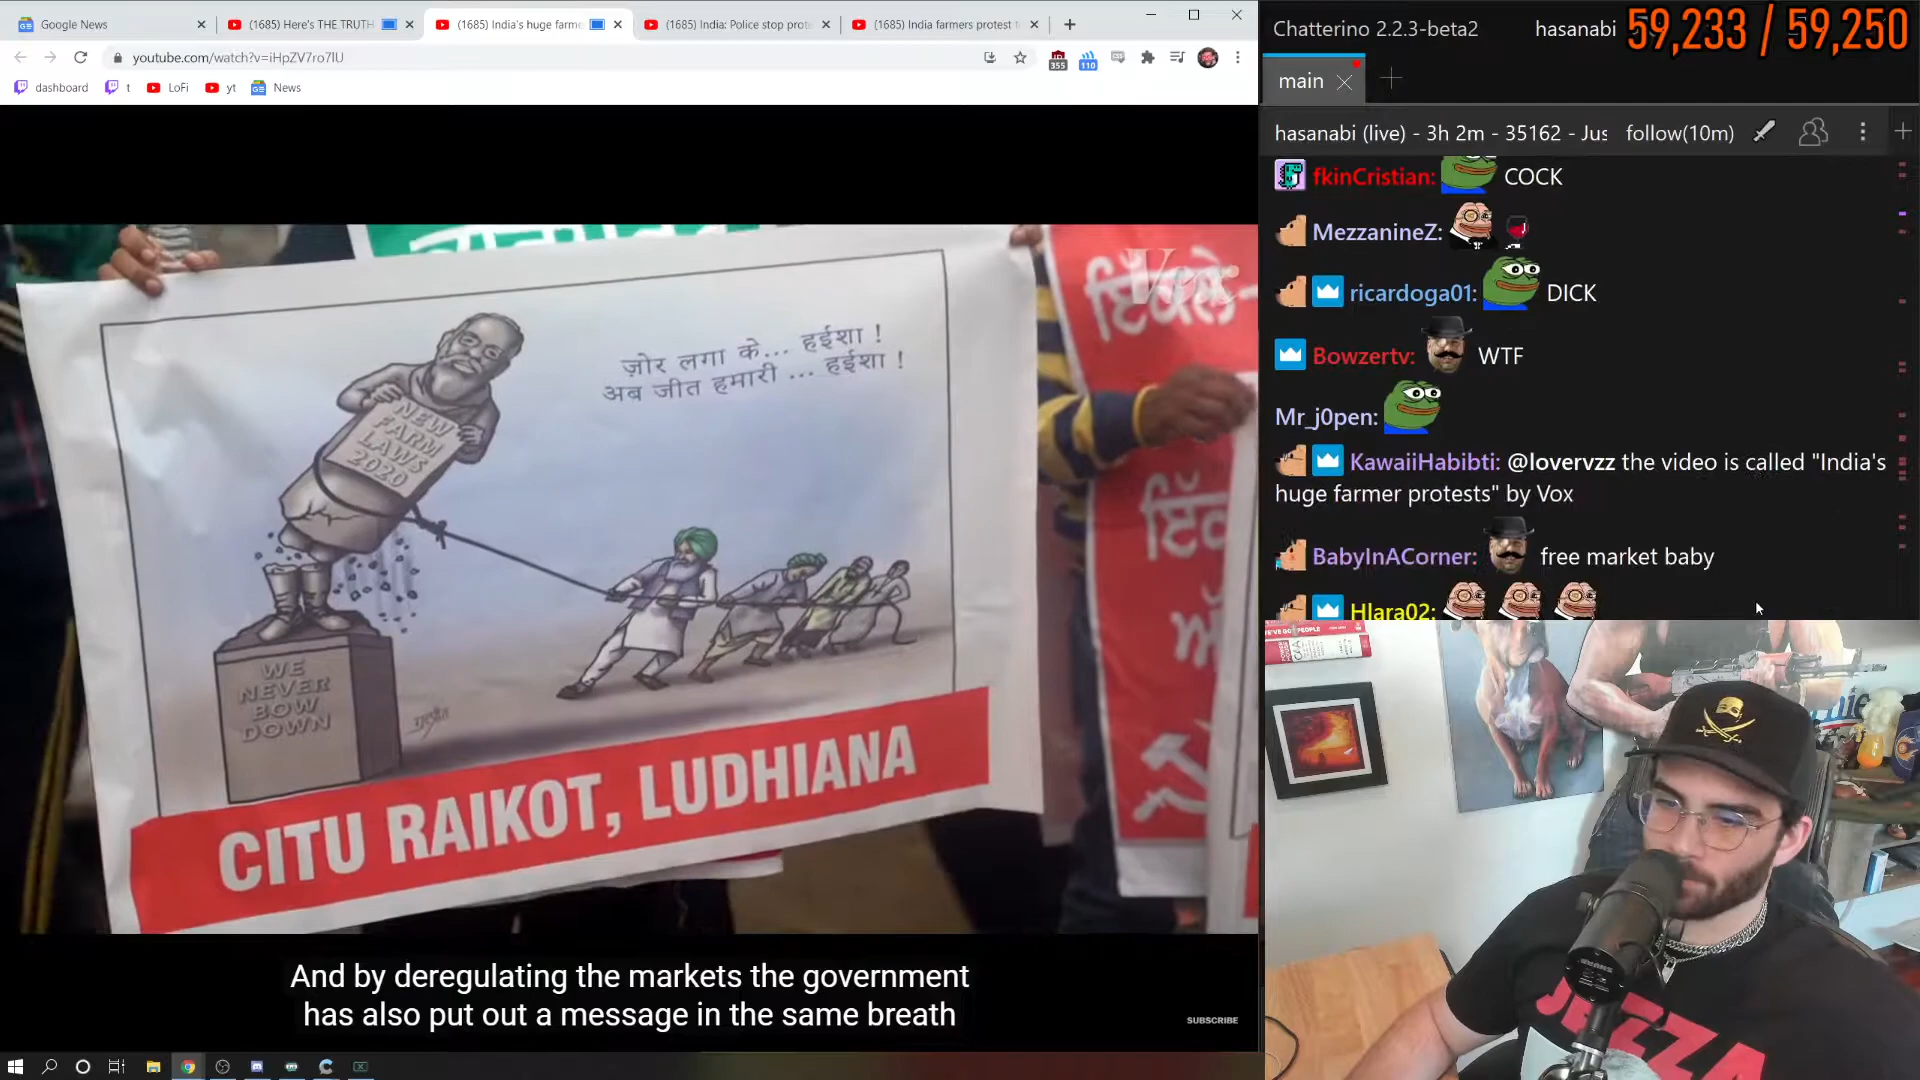 Google News
(1685) Here's THE TRUTH
(1685) India's huge farme
(1685) India: Police stop prote
(1685) India farmers protest t
youtube.com/watch?v=iHpZV7ro7lU
355
110
dashboard
t
LoFi
yt
News
Vox
ज़ोर लगा के... हईशा !
अब जीत हमारी ... हईशा !
NEW
FARM
LAWS
2020
WE
NEVER
BOW
DOWN
CITU RAIKOT, LUDHIANA
ਇੱਕਲੇ-
And by deregulating the markets the government
has also put out a message in the same breath
SUBSCRIBE
Chatterino 2.2.3-beta2
hasanabi
59,233 / 59,250
main
hasanabi (live) - 3h 2m - 35162 - Jus
follow(10m)
fkinCristian: COCK
MezzanineZ:
ricardoga01: DICK
Bowzertv: WTF
Mr_j0pen:
KawaiiHabibti: @lovervzz the video is called "India's
huge farmer protests" by Vox
BabyInACorner: free market baby
Hlara02: